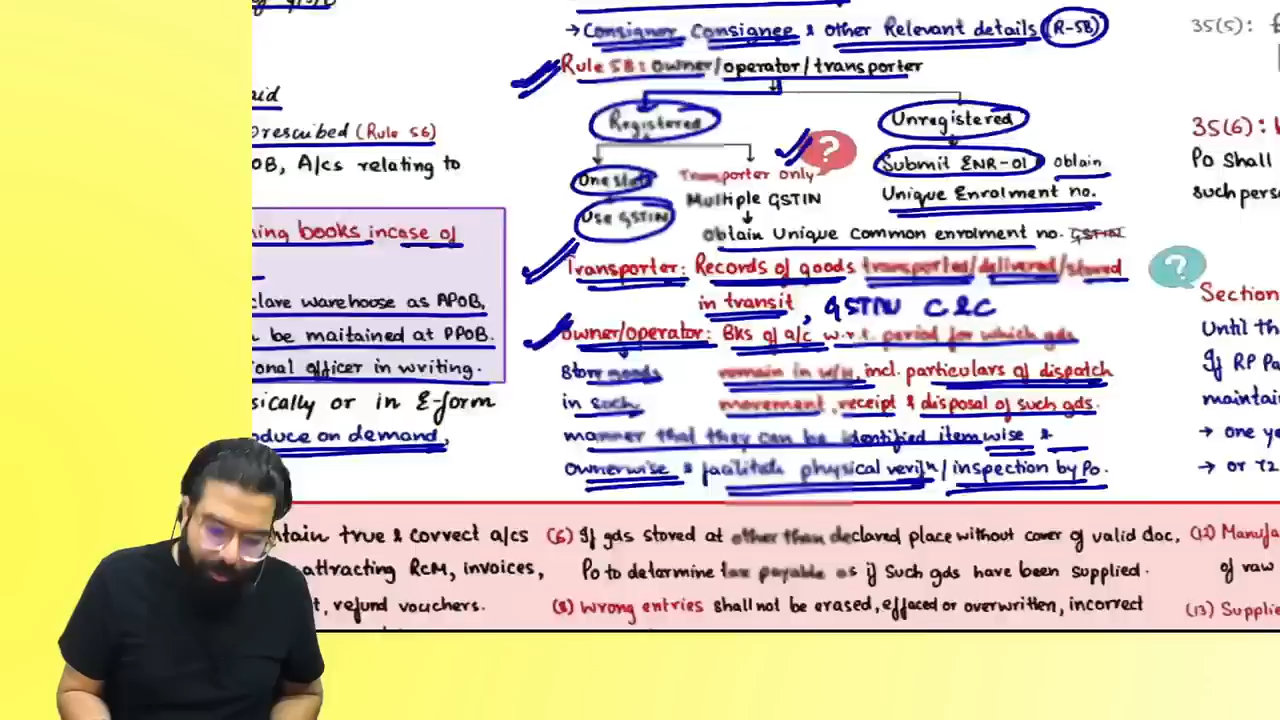 aid
Prescribed (Rule 56)
OB, A/cs relating to
ning books incase of
clare warehouse as APOB,
be maitained at PPOB.
ional officer in writing.
sically or in E-form
oduce on demand,
→ Consigner Consignee & other Relevant details (R-58)
Rule 58: owner/operator/transporter
Registered
Unregistered
One state
Use GSTIN
Transporter only
Multiple GSTIN
Obtain Unique common enrolment no. GSTIN
Submit ENR-01 obtain
Unique Enrolment no.
Transporter: Records of goods transported/delivered/stored
in transit, GSTIN C&C
owner/operator: Bks of a/c w.r.t. period for which gds
Store goods remain in w/h, incl. particulars of dispatch
in such movement, receipt & disposal of such gds.
manner that they can be identified itemwise &
ownerwise & facilitate physical verifn/inspection by Po.
35(5):
35(6):
Po Shall
such pers
?
?
Section
Until th
If RP Pa
maintai
→ one ye
→ or 72
ntain true & correct a/cs
attracting RCM, invoices,
t, refund vouchers.
(6) If gds stored at other than declared place without cover of valid doc,
Po to determine tax payable as if such gds have been supplied.
(8) Wrong entries shall not be erased, effaced or overwritten, incorrect
(12) Manufa
of raw
(13) Supplie